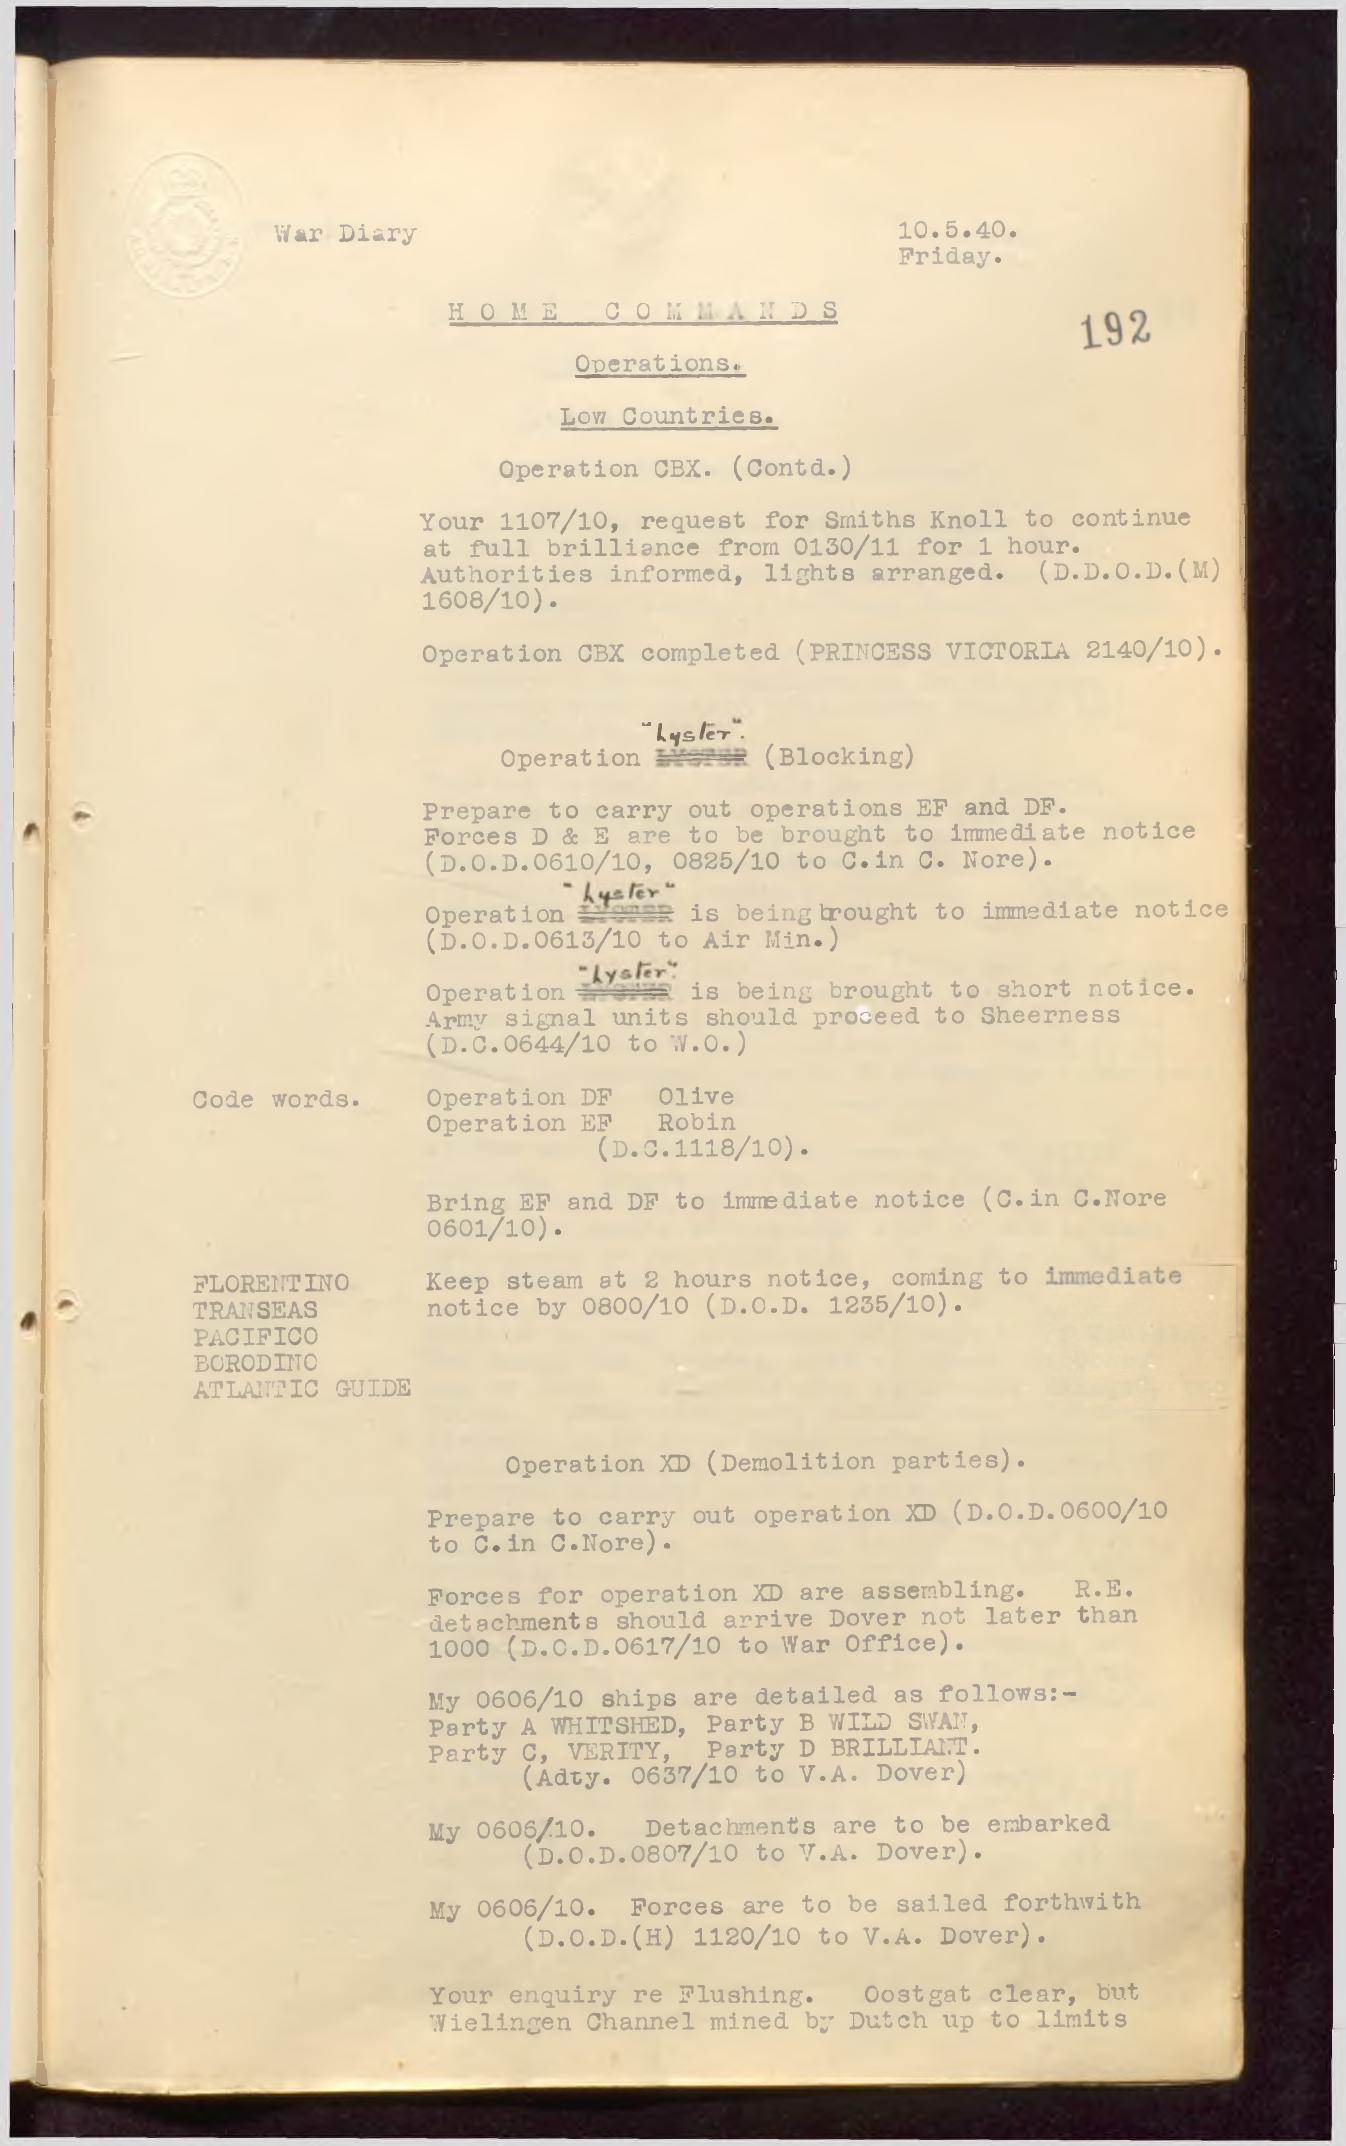 War Diary
10.5.40.
Friday.
HOME COMMANDS
192
Operations.
Low Countries.
Operation CBX. (Contd.)
Your 1107/10, request for Smiths Knoll to continue
at full brilliance from 0130/11 for 1 hour.
Authorities informed, lights arranged. (D.D.O.D.(M)
1608/10).
Operation CBX completed (PRINCESS VICTORIA 2140/10).
"Lyster".
Operation (Blocking)
Prepare to carry out operations EF and DF.
Forces D & E are to be brought to immediate notice
(D.O.D.0610/10, 0825/10 to C.in C. Nore).
"Lyster"
Operation is being brought to immediate notice
(D.O.D.0613/10 to Air Min.)
"Lyster".
Operation is being brought to short notice.
Army signal units should proceed to Sheerness
(D.C.0644/10 to W.O.)
Code words. Operation DF Olive
Operation EF Robin
(D.C.1118/10).
Bring EF and DF to immediate notice (C.in C.Nore
0601/10).
FLORENTINO Keep steam at 2 hours notice, coming to immediate
TRANSEAS notice by 0800/10 (D.O.D. 1235/10).
PACIFICO
BORODINO
ATLANTIC GUIDE
Operation XD (Demolition parties).
Prepare to carry out operation XD (D.O.D.0600/10
to C.in C.Nore).
Forces for operation XD are assembling. R.E.
detachments should arrive Dover not later than
1000 (D.O.D.0617/10 to War Office).
My 0606/10 ships are detailed as follows:-
Party A WHITSHED, Party B WILD SWAN,
Party C, VERITY, Party D BRILLIANT.
(Adty. 0637/10 to V.A. Dover)
My 0606/10. Detachments are to be embarked
(D.O.D.0807/10 to V.A. Dover).
My 0606/10. Forces are to be sailed forthwith
(D.O.D.(H) 1120/10 to V.A. Dover).
Your enquiry re Flushing. Oostgat clear, but
Wielingen Channel mined by Dutch up to limits